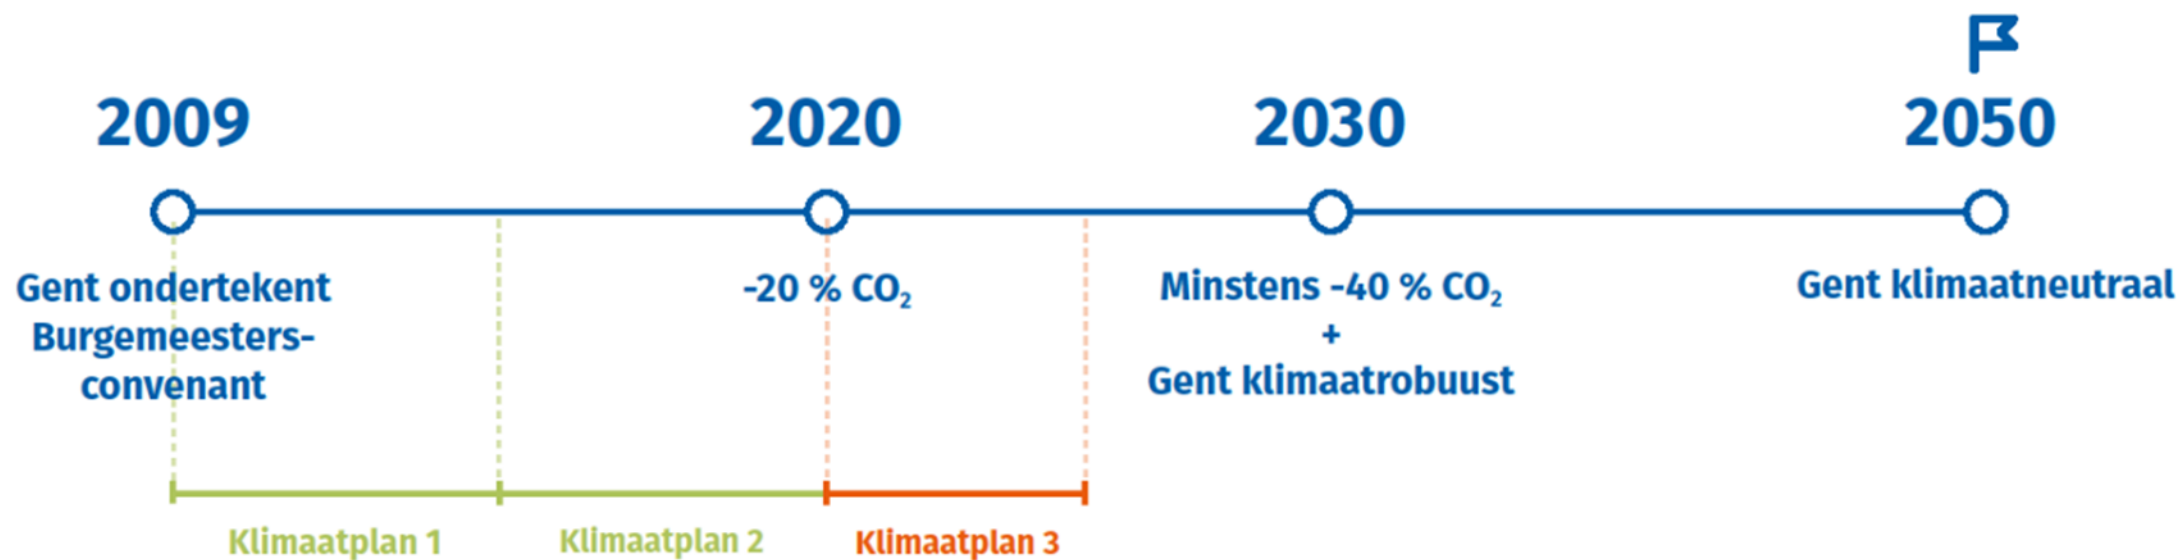 2009
2020
2030
2050
Gent ondertekent
Burgemeesters-
convenant
-20 % CO₂
Minstens -40 % CO₂
+
Gent klimaatrobuust
Gent klimaatneutraal
Klimaatplan 1
Klimaatplan 2
Klimaatplan 3